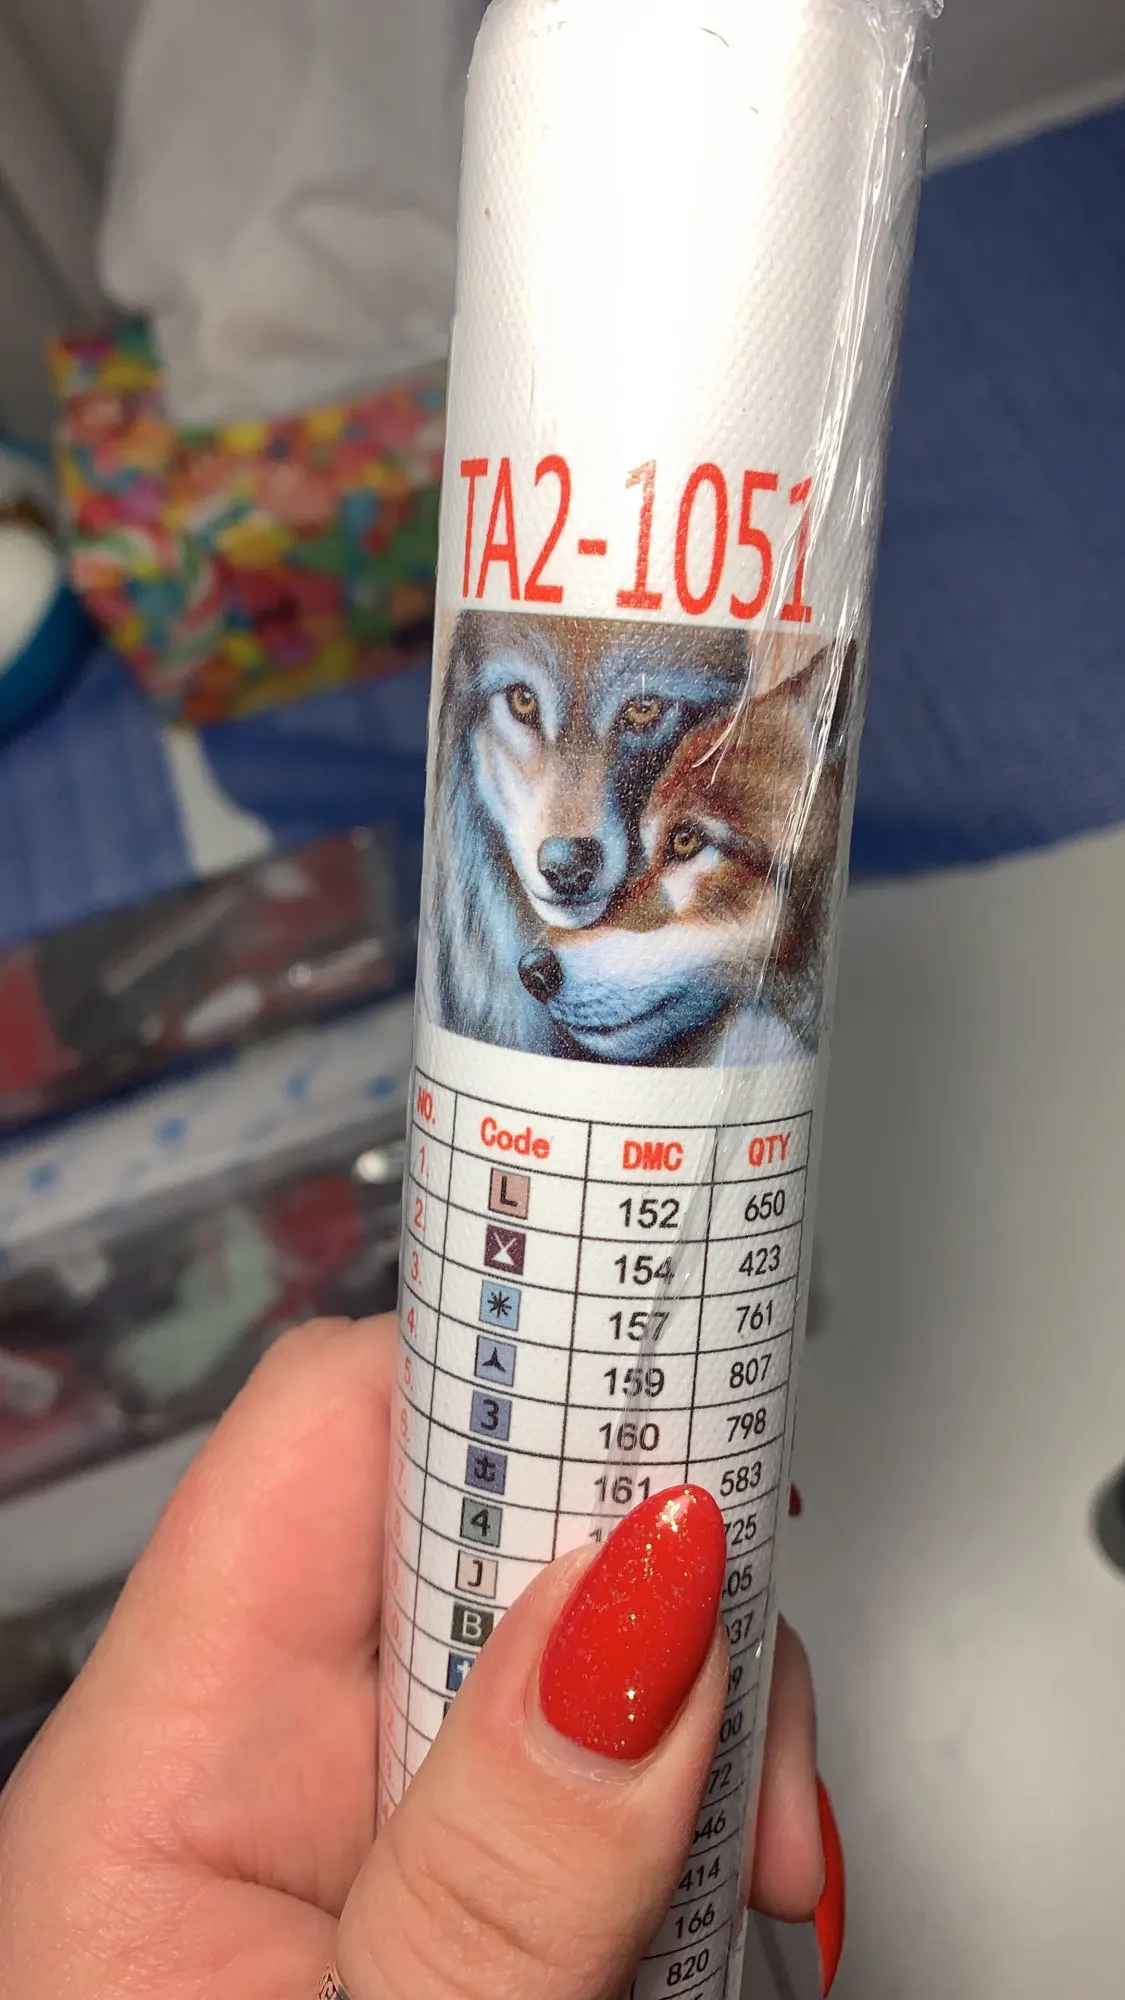 TA2-1051
NO. Code DMC QTY
1. L 152 650
2. 154 423
3. 157 761
4. 159 807
5. 3 160 798
6. 161 583
7. 4
J
B
414
166
820